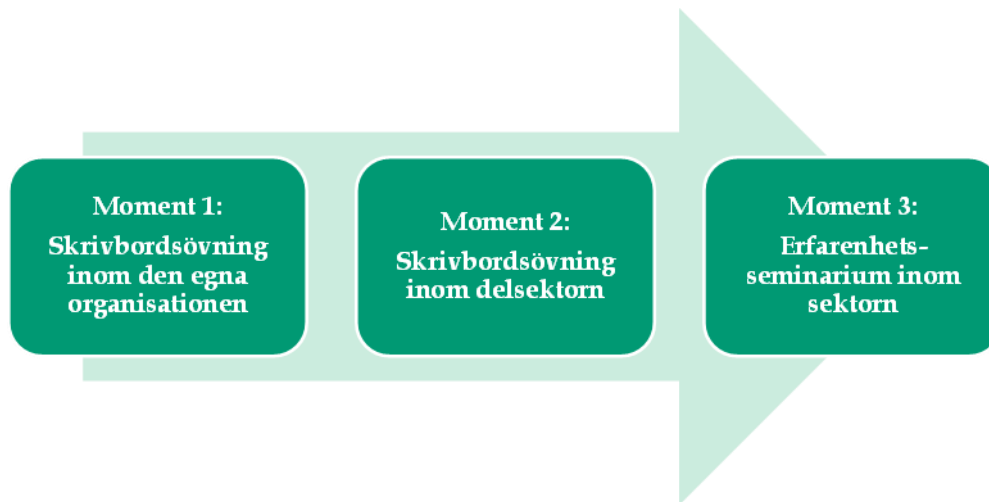 Moment 1:
Skrivbordsövning
inom den egna
organisationen
Moment 2:
Skrivbordsövning
inom delsektorn
Moment 3:
Erfarenhets-
seminarium inom
sektorn